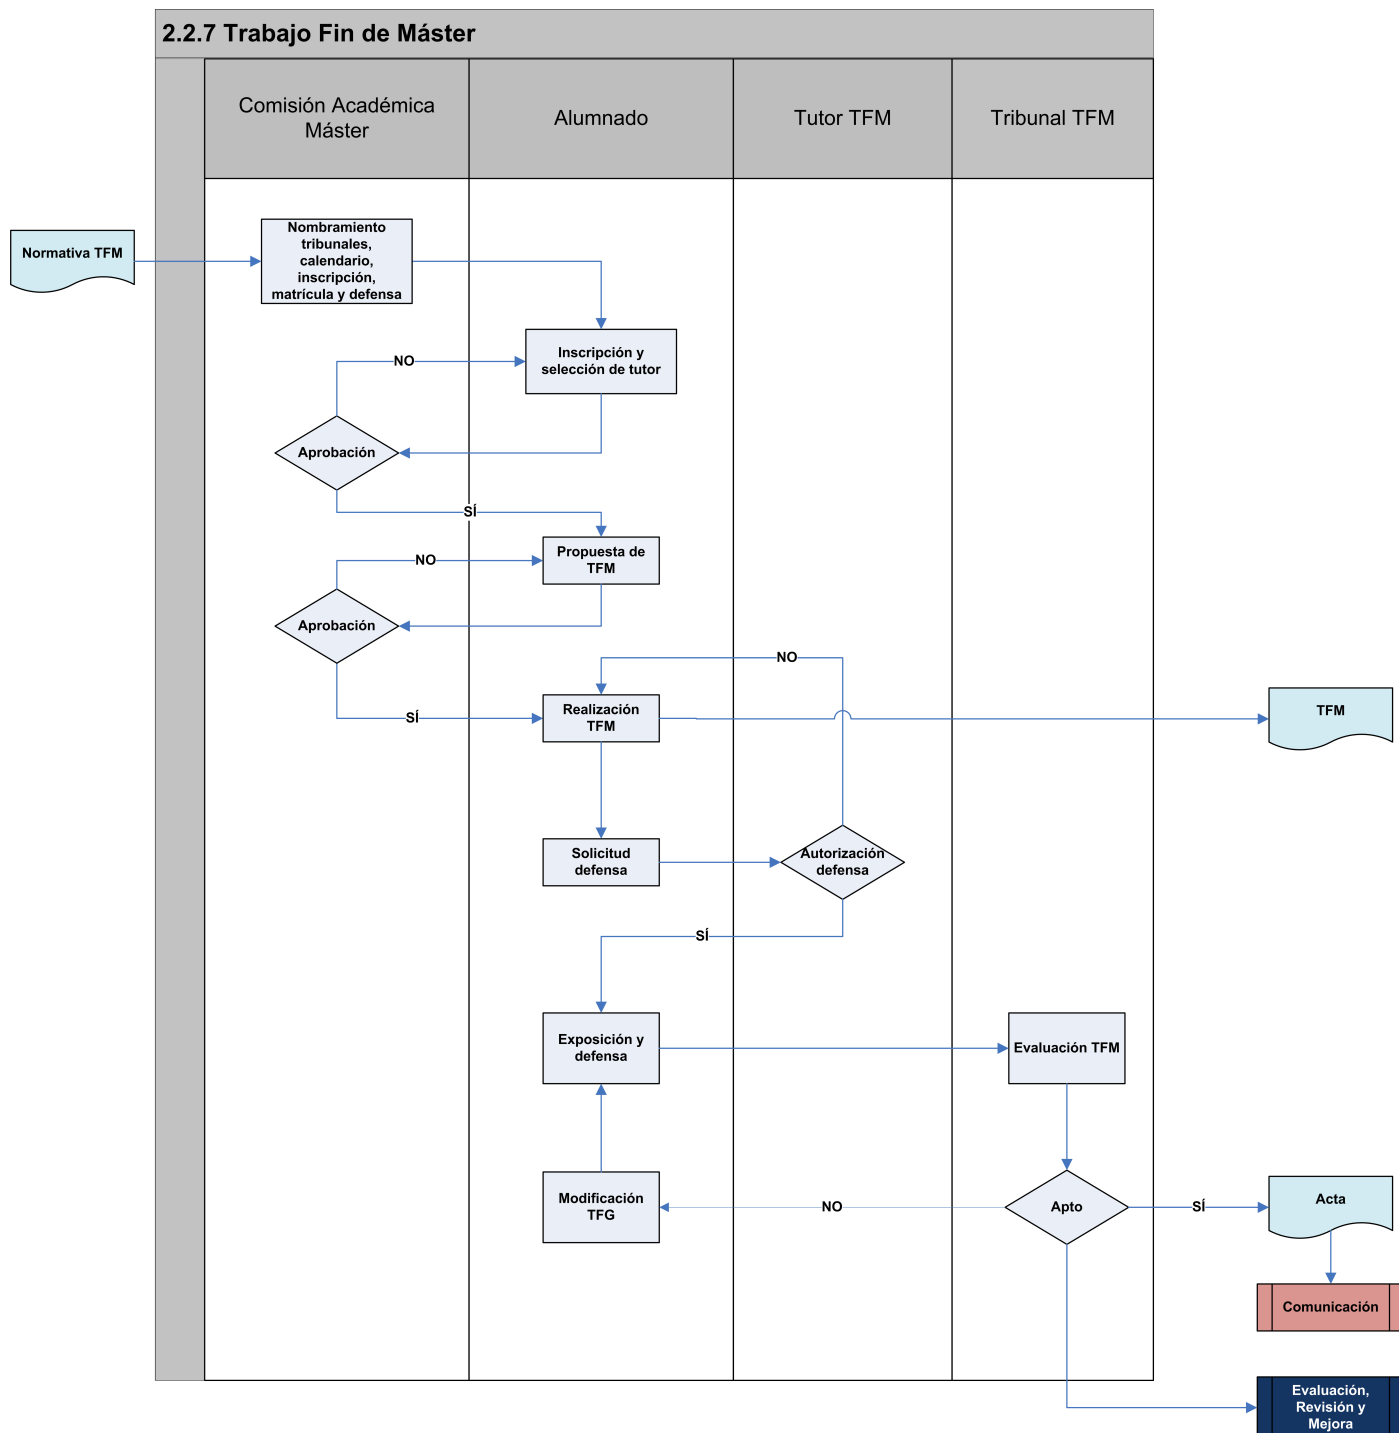 2.2.7 Trabajo Fin de Máster
Comisión Académica
Máster
Alumnado
Tutor TFM
Tribunal TFM
Normativa TFM
Nombramiento
tribunales,
calendario,
inscripción,
matrícula y defensa
Inscripción y
selección de tutor
NO
Aprobación
SÍ
Propuesta de
TFM
NO
Aprobación
NO
Realización
TFM
SÍ
TFM
Solicitud
defensa
Autorización
defensa
SÍ
Exposición y
defensa
Evaluación TFM
Modificación
TFG
NO
Apto
SÍ
Acta
Comunicación
Evaluación,
Revisión y
Mejora